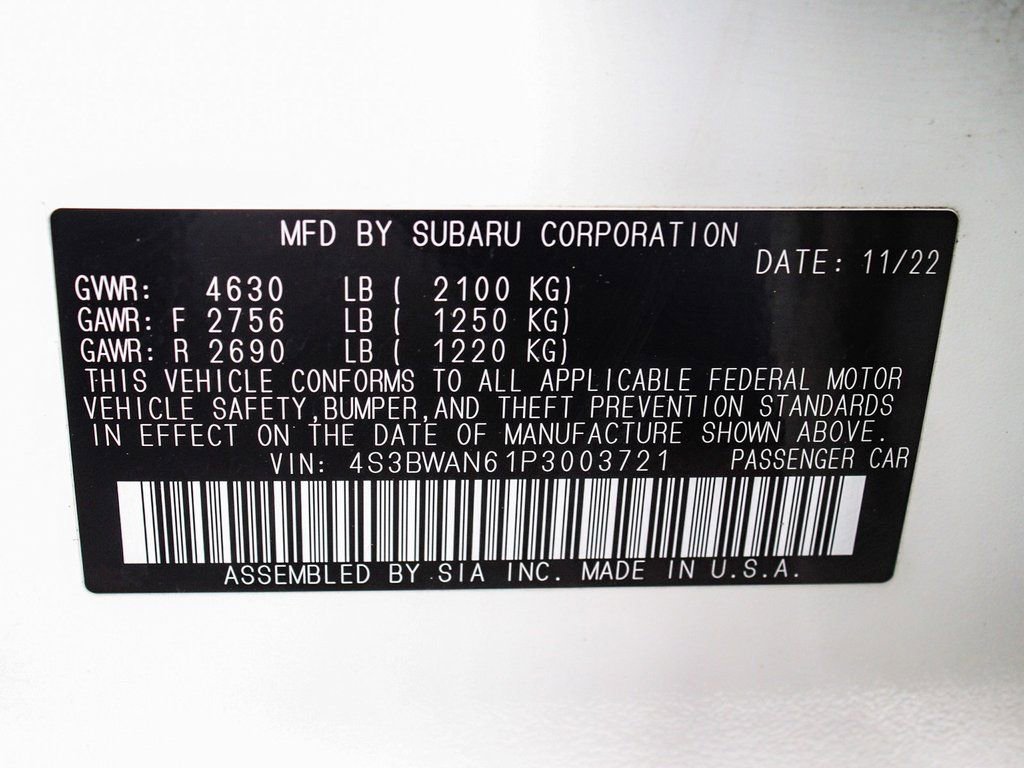 MFD BY SUBARU CORPORATION
DATE: 11/22
GVWR: 4630 LB ( 2100 KG)
GAWR: F 2756 LB ( 1250 KG)
GAWR: R 2690 LB ( 1220 KG)
THIS VEHICLE CONFORMS TO ALL APPLICABLE FEDERAL MOTOR
VEHICLE SAFETY,BUMPER,AND THEFT PREVENTION STANDARDS
IN EFFECT ON THE DATE OF MANUFACTURE SHOWN ABOVE.
VIN: 4S3BWAN61P3003721 PASSENGER CAR
ASSEMBLED BY SIA INC. MADE IN U.S.A.